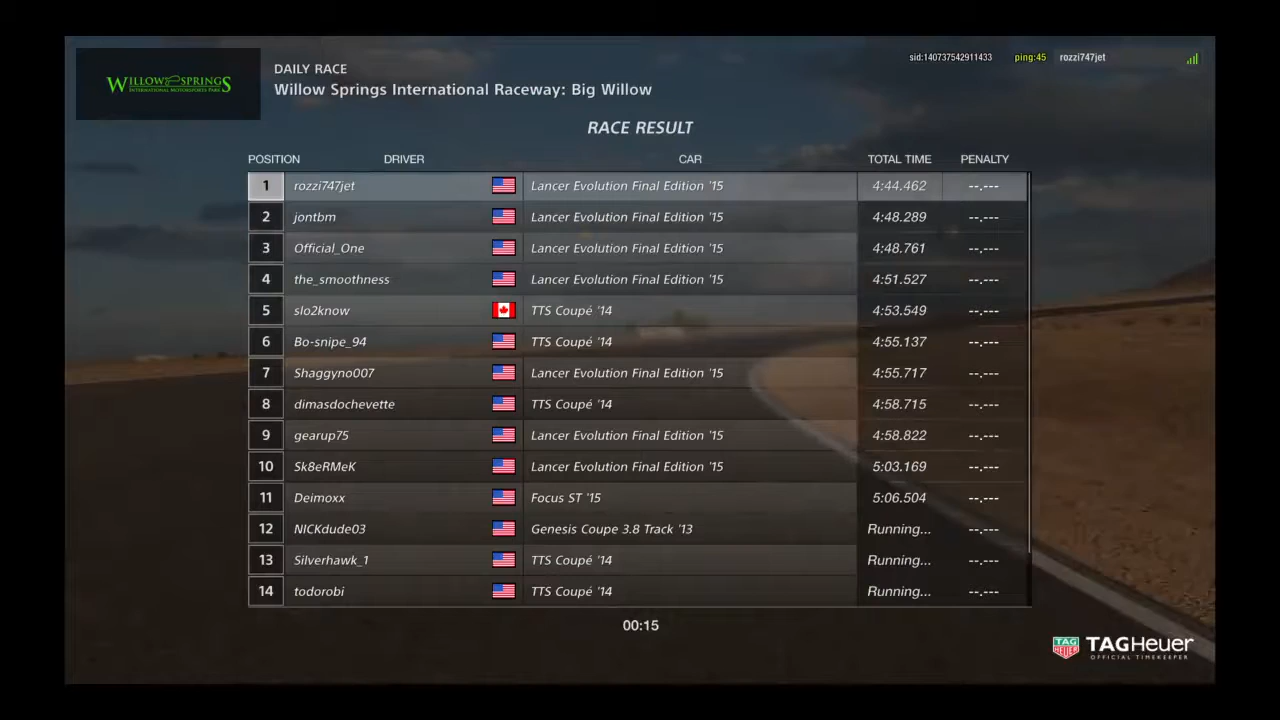 WILLOW SPRINGS
INTERNATIONAL MOTORSPORTS PARK
DAILY RACE
Willow Springs International Raceway: Big Willow
sid:140737542911433 ping:45 rozzi747jet
RACE RESULT
POSITION DRIVER CAR TOTAL TIME PENALTY
1 rozzi747jet Lancer Evolution Final Edition '15 4:44.462 --.---
2 jontbm Lancer Evolution Final Edition '15 4:48.289 --.---
3 Official_One Lancer Evolution Final Edition '15 4:48.761 --.---
4 the_smoothness Lancer Evolution Final Edition '15 4:51.527 --.---
5 slo2know TTS Coupé '14 4:53.549 --.---
6 Bo-snipe_94 TTS Coupé '14 4:55.137 --.---
7 Shaggyno007 Lancer Evolution Final Edition '15 4:55.717 --.---
8 dimasdochevette TTS Coupé '14 4:58.715 --.---
9 gearup75 Lancer Evolution Final Edition '15 4:58.822 --.---
10 Sk8eRMeK Lancer Evolution Final Edition '15 5:03.169 --.---
11 Deimoxx Focus ST '15 5:06.504 --.---
12 NICKdude03 Genesis Coupe 3.8 Track '13 Running... --.---
13 Silverhawk_1 TTS Coupé '14 Running... --.---
14 todorobi TTS Coupé '14 Running... --.---
00:15
TAG HEUER TAGHeuer
OFFICIAL TIMEKEEPER